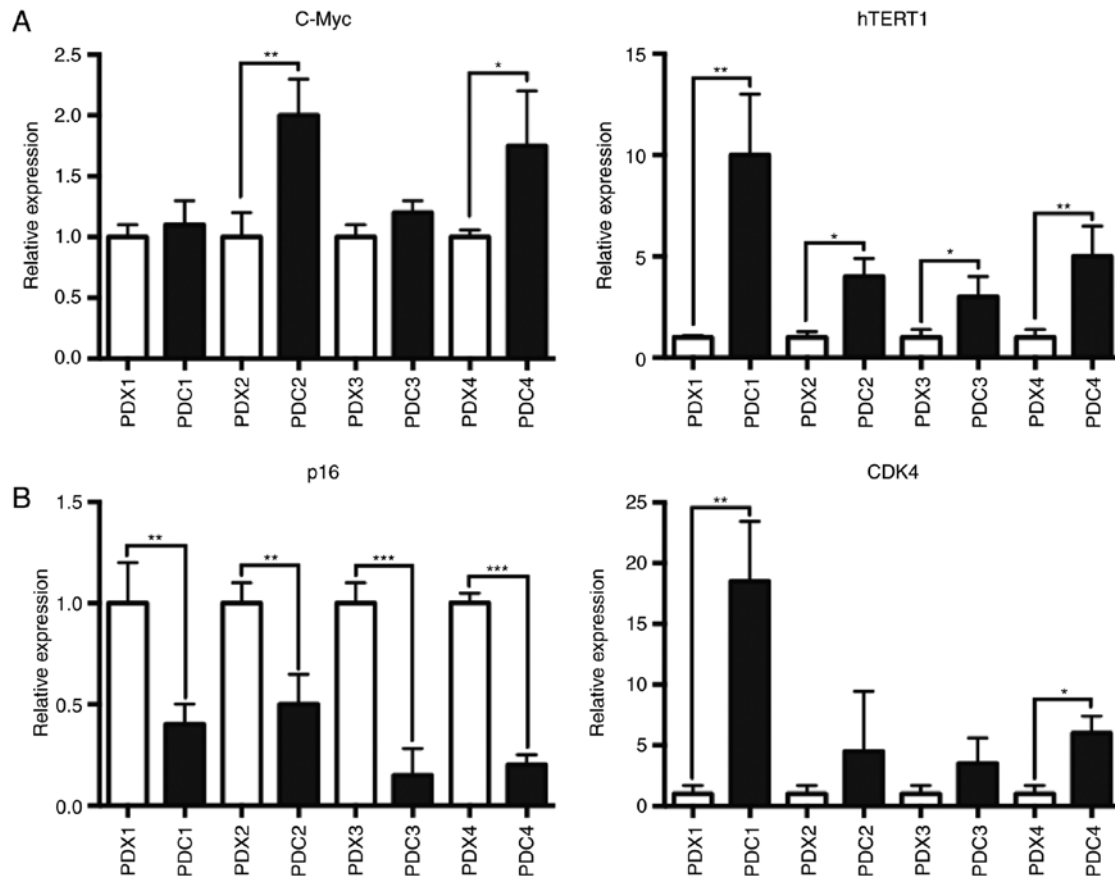 A
C-Myc
Relative expression
2.5
2.0
1.5
1.0
0.5
0.0
**
*
PDX1
PDC1
PDX2
PDC2
PDX3
PDC3
PDX4
PDC4
hTERT1
Relative expression
15
10
5
0
**
*
*
**
PDX1
PDC1
PDX2
PDC2
PDX3
PDC3
PDX4
PDC4
B
p16
Relative expression
1.5
1.0
0.5
0.0
**
**
***
***
PDX1
PDC1
PDX2
PDC2
PDX3
PDC3
PDX4
PDC4
CDK4
Relative expression
25
20
15
10
5
0
**
*
PDX1
PDC1
PDX2
PDC2
PDX3
PDC3
PDX4
PDC4